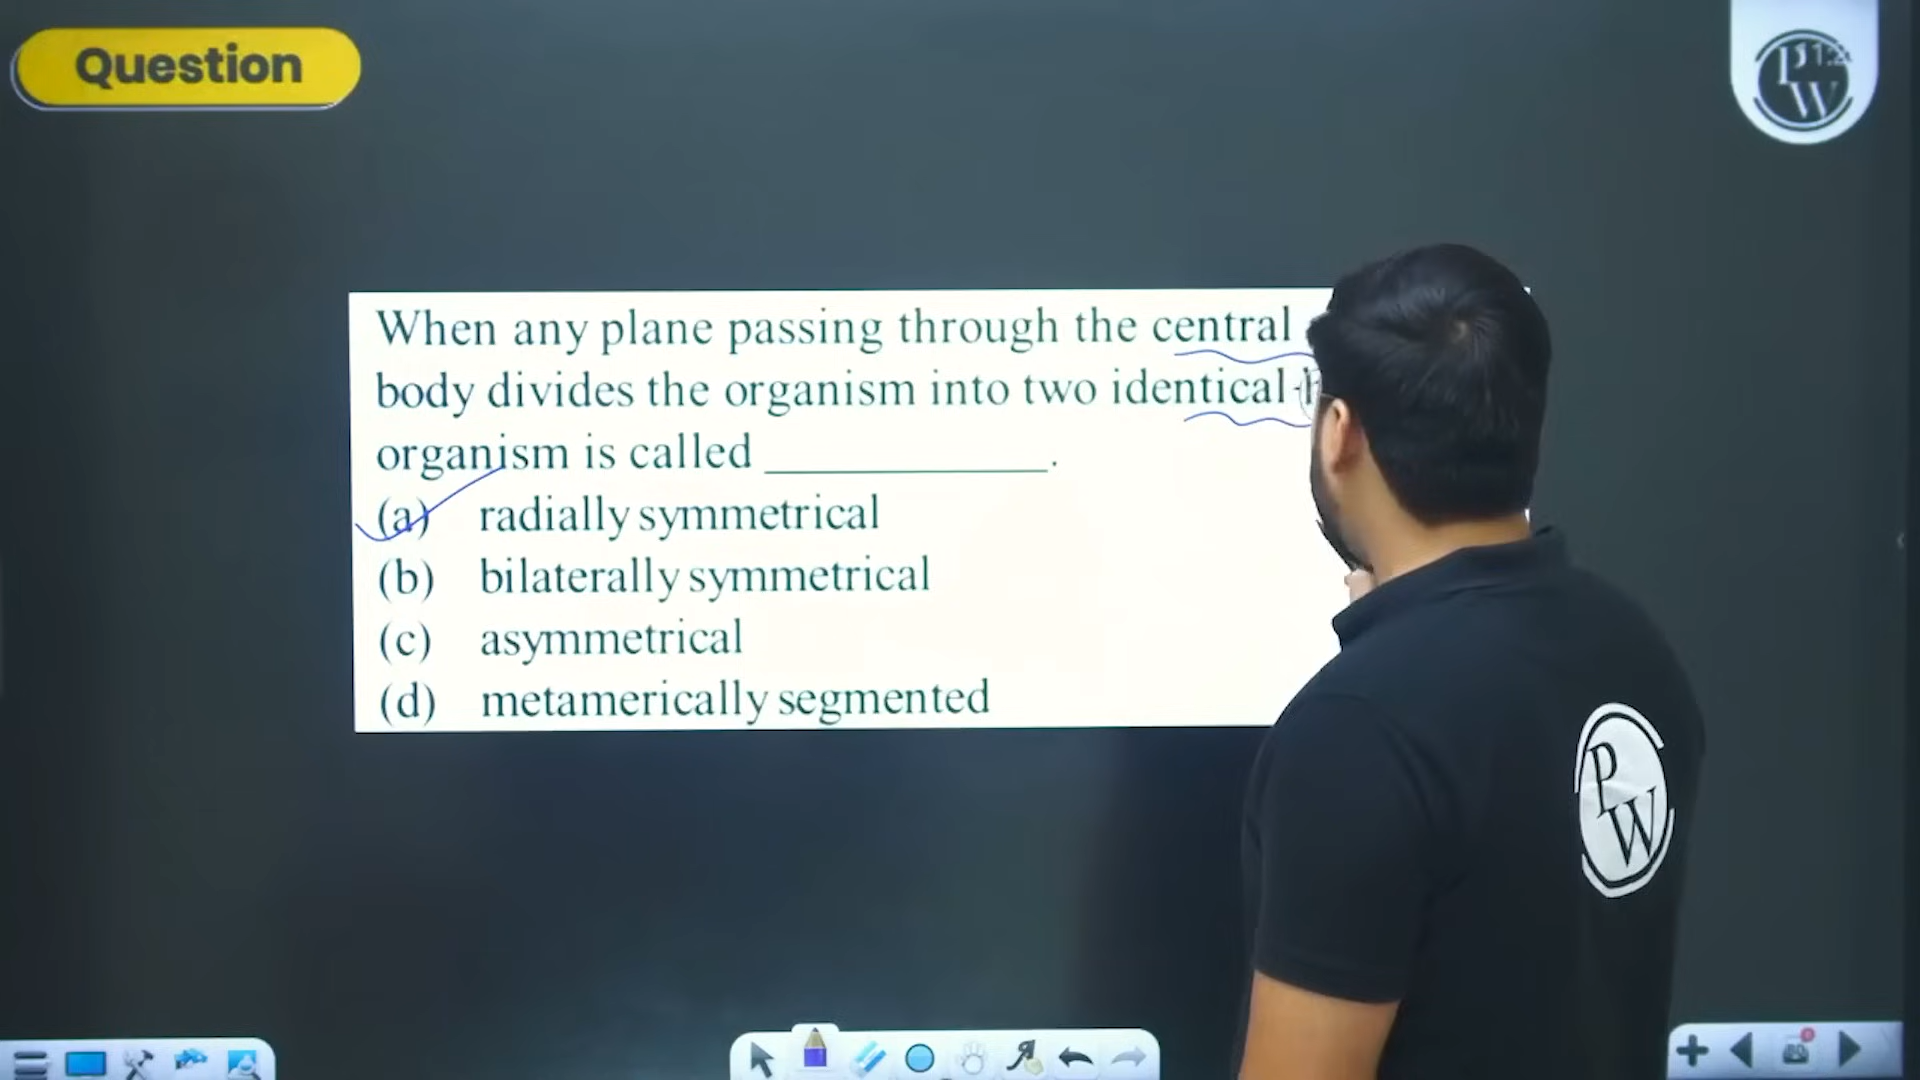 Question
When any plane passing through the central
body divides the organism into two identical
organism is called ____________.
(a) radially symmetrical
(b) bilaterally symmetrical
(c) asymmetrical
(d) metamerically segmented
PW
PW